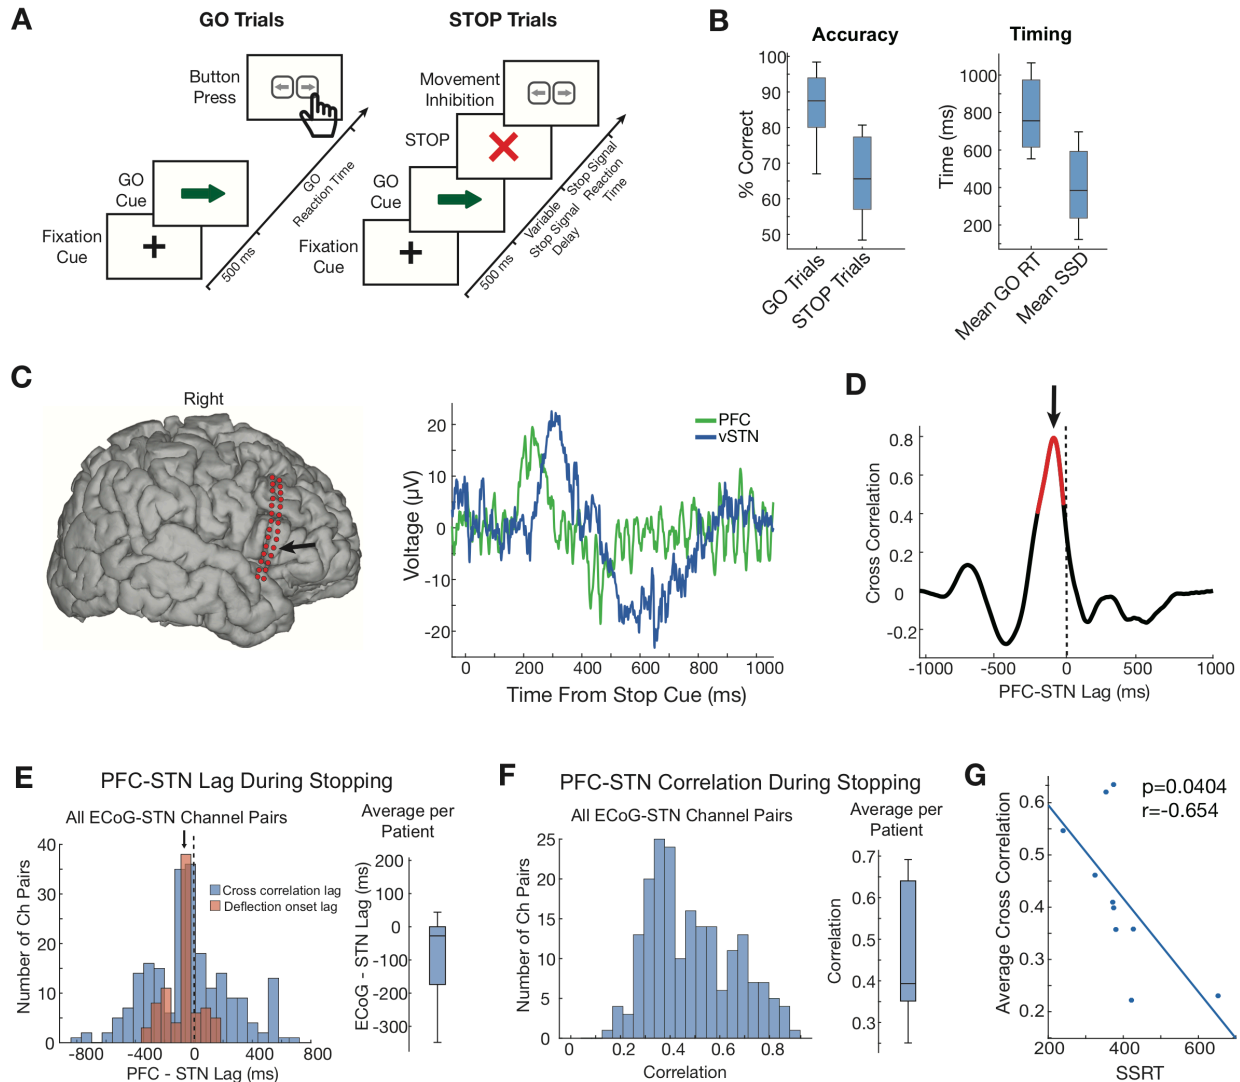 A
GO Trials
STOP Trials
Button
Press
GO
Cue
Fixation
Cue
500 ms
GO
Reaction Time
Movement
Inhibition
STOP
GO
Cue
Fixation
Cue
500 ms
Variable
Stop Signal
Delay
Stop Signal
Reaction
Time
B
Accuracy
% Correct
100
90
80
70
60
50
GO Trials
STOP Trials
Timing
Time (ms)
1000
800
600
400
200
Mean GO RT
Mean SSD
C
Right
Voltage (μV)
20
10
0
-10
-20
PFC
vSTN
0 200 400 600 800 1000
Time From Stop Cue (ms)
D
Cross Correlation
0.8
0.6
0.4
0.2
0
-0.2
-1000 -500 0 500 1000
PFC-STN Lag (ms)
E
PFC-STN Lag During Stopping
All ECoG-STN Channel Pairs
Number of Ch Pairs
40
30
20
10
0
Cross correlation lag
Deflection onset lag
-800 -400 0 400 800
PFC - STN Lag (ms)
Average per
Patient
ECoG - STN Lag (ms)
200
100
0
-100
-200
-300
F
PFC-STN Correlation During Stopping
All ECoG-STN Channel Pairs
Number of Ch Pairs
25
20
15
10
5
0
0 0.2 0.4 0.6 0.8
Correlation
Average per
Patient
Correlation
0.7
0.6
0.5
0.4
0.3
G
Average Cross Correlation
0.6
0.5
0.4
0.3
0.2
p=0.0404
r=-0.654
200 400 600
SSRT